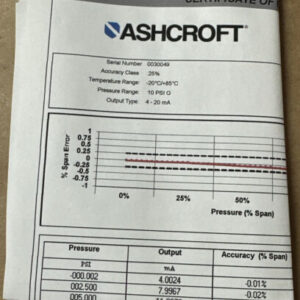 CERTIFICATE OF
ASHCROFT®
Serial Number 0030049
Accuracy Class .25%
Temperature Range: -20°C/+85°C
Pressure Range: 10 PSI G
Output Type: 4 - 20 mA
% Span Error
1
0.75
0.5
0.25
0
-0.25
-0.5
-0.75
-1
0% 25% 50%
Pressure (% Span)
Pressure Output Accuracy (% Span)
PSI mA
-000.002 4.0024 -0.01%
002.500 7.9967 -0.02%
005.000